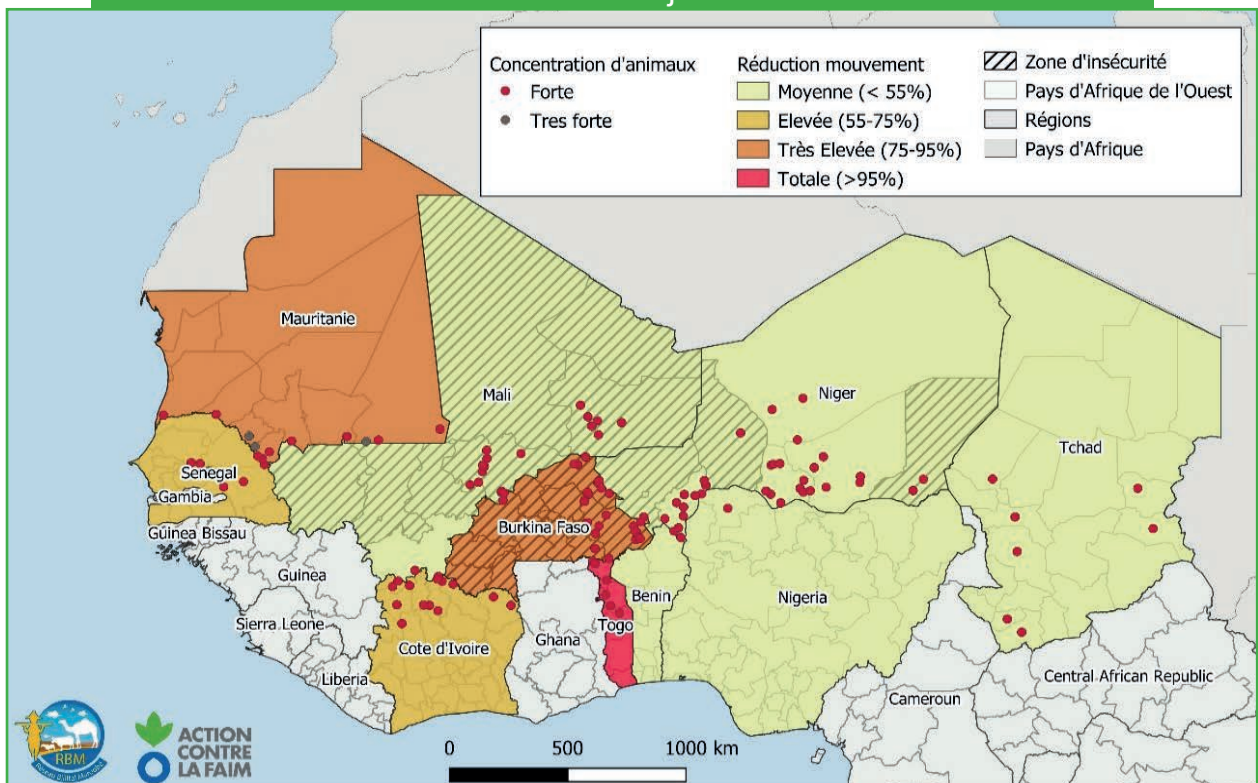 Concentration d'animaux
Forte
Tres forte
Réduction mouvement
Moyenne (< 55%)
Elevée (55-75%)
Très Elevée (75-95%)
Totale (>95%)
Zone d'insécurité
Pays d'Afrique de l'Ouest
Régions
Pays d'Afrique
Mauritanie
Mali
Niger
Tchad
Senegal
Gambia
Guinea Bissau
Guinea
Burkina Faso
Benin
Nigeria
Sierra Leone
Togo
Ghana
Cote d'Ivoire
Liberia
Cameroun
Central African Republic
RBM
ACTION
CONTRE
LA FAIM
0 500 1000 km